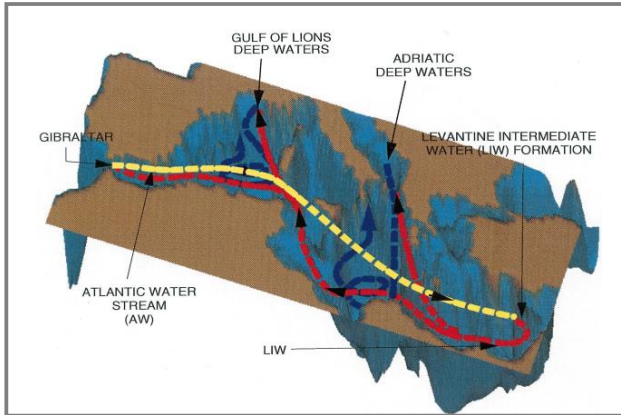 GULF OF LIONS
DEEP WATERS
ADRIATIC
DEEP WATERS
GIBRALTAR
LEVANTINE INTERMEDIATE
WATER (LIW) FORMATION
ATLANTIC WATER
STREAM
(AW)
LIW